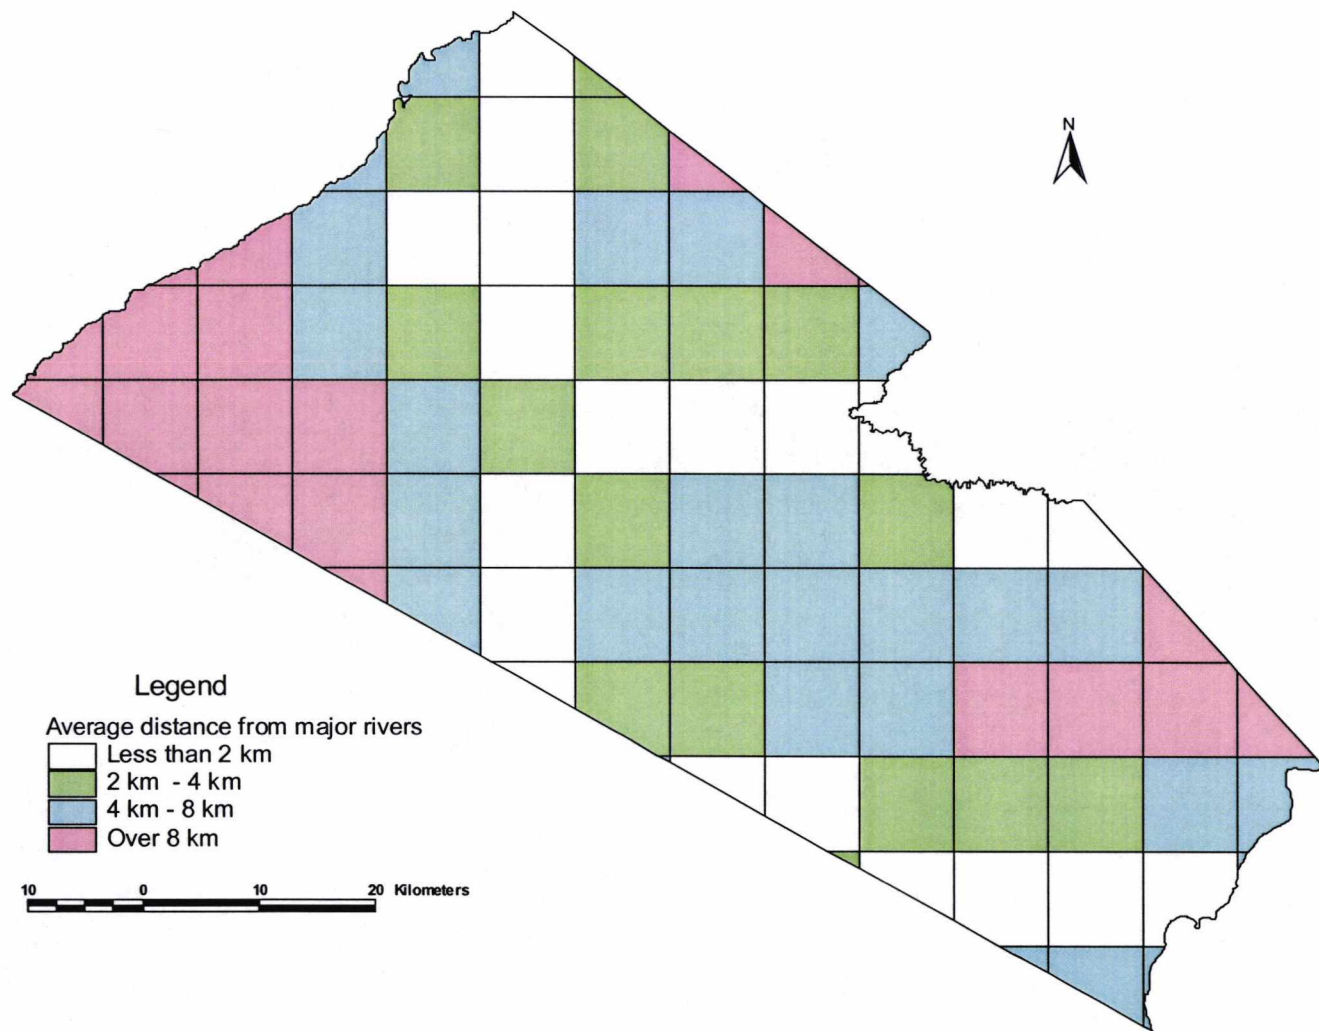 N
Legend
Average distance from major rivers
Less than 2 km
2 km - 4 km
4 km - 8 km
Over 8 km
10 0 10 20 Kilometers